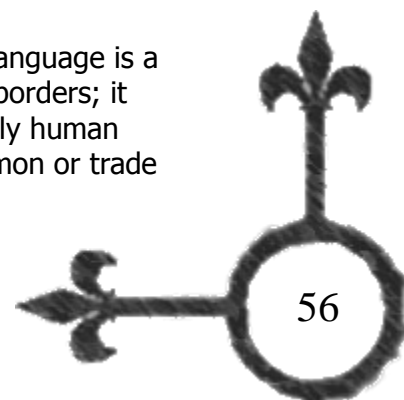 anguage is a
borders; it
ly human
mon or trade
56